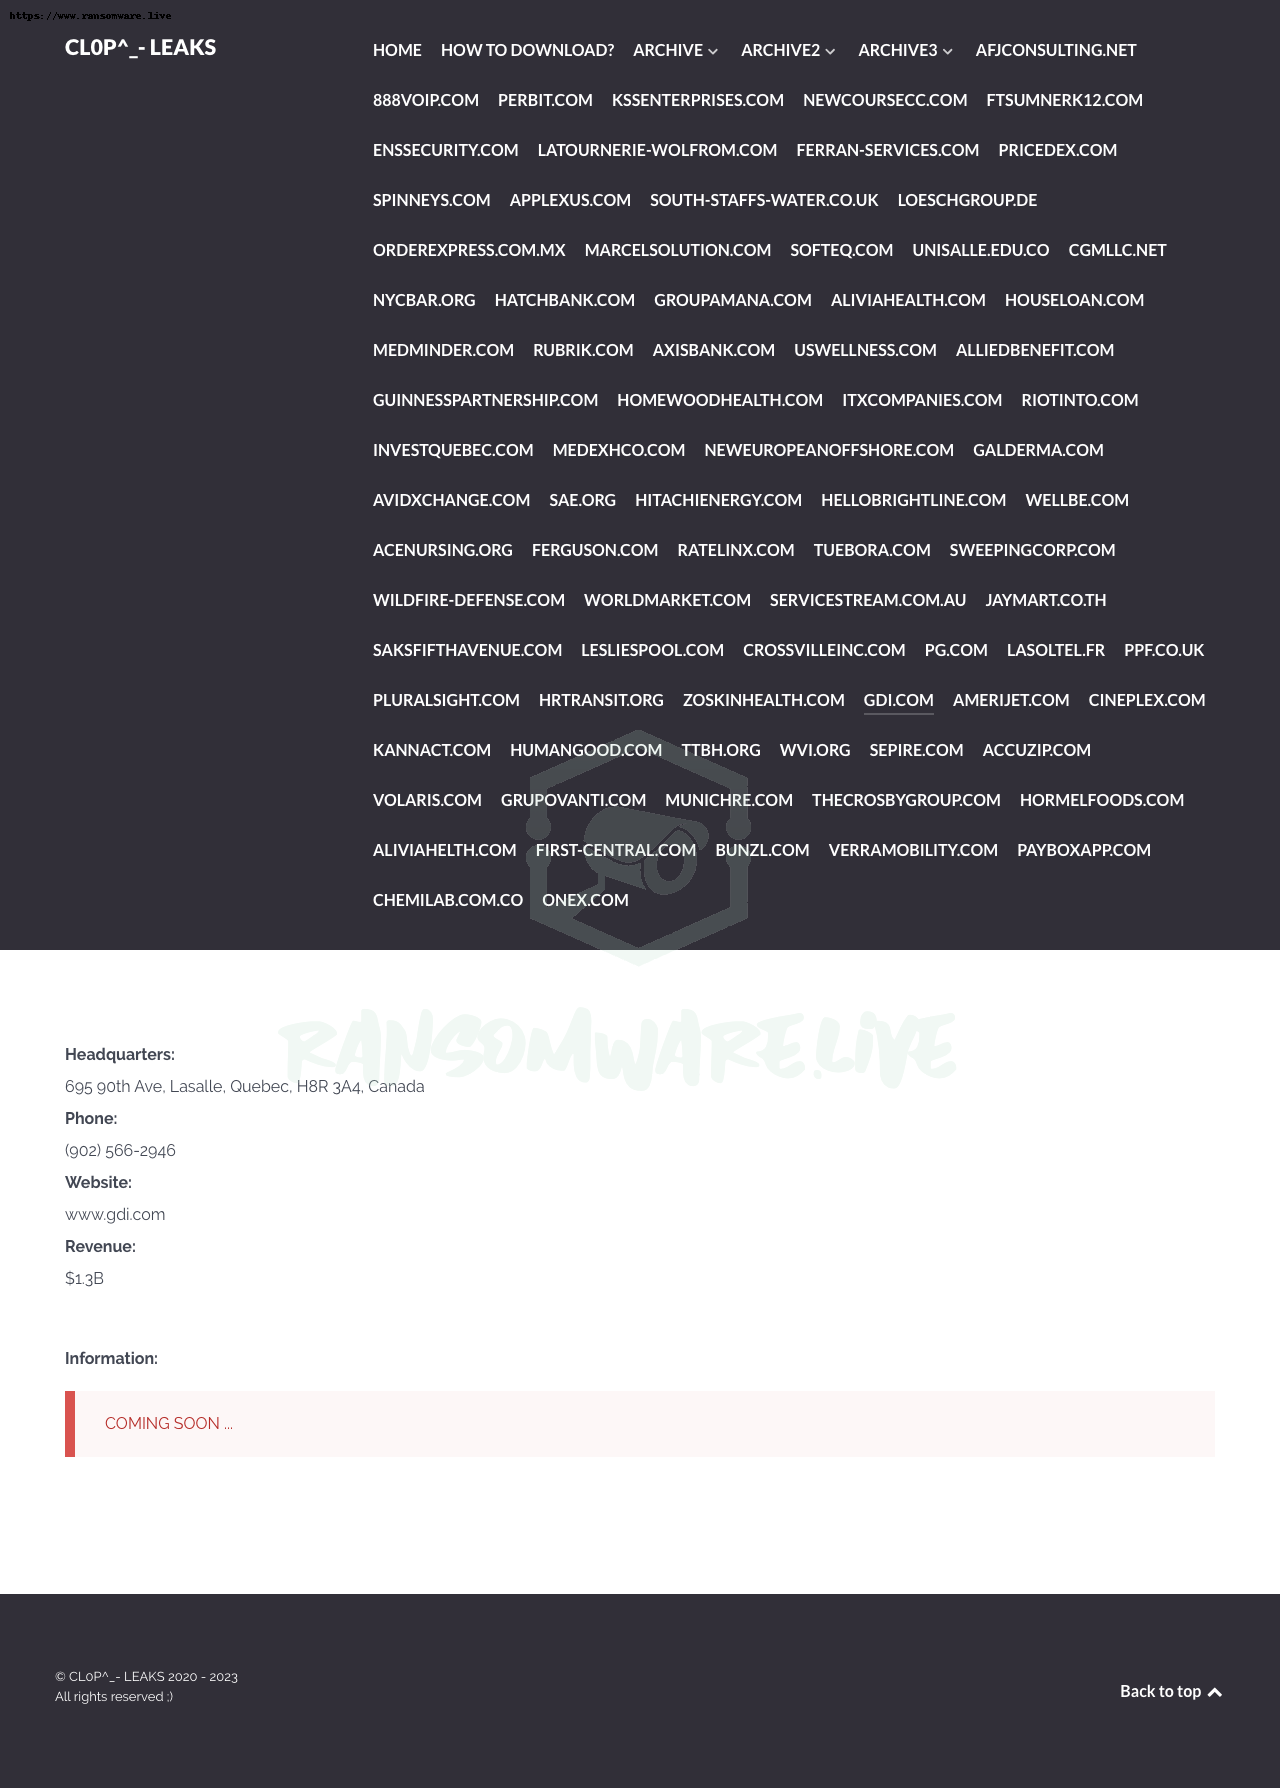 https://www.ransomware.live
CL0P^_- LEAKS
HOME HOW TO DOWNLOAD? ARCHIVE ARCHIVE2 ARCHIVE3 AFJCONSULTING.NET
888VOIP.COM PERBIT.COM KSSENTERPRISES.COM NEWCOURSECC.COM FTSUMNERK12.COM
ENSSECURITY.COM LATOURNERIE-WOLFROM.COM FERRAN-SERVICES.COM PRICEDEX.COM
SPINNEYS.COM APPLEXUS.COM SOUTH-STAFFS-WATER.CO.UK LOESCHGROUP.DE
ORDEREXPRESS.COM.MX MARCELSOLUTION.COM SOFTEQ.COM UNISALLE.EDU.CO CGMLLC.NET
NYCBAR.ORG HATCHBANK.COM GROUPAMANA.COM ALIVIAHEALTH.COM HOUSELOAN.COM
MEDMINDER.COM RUBRIK.COM AXISBANK.COM USWELLNESS.COM ALLIEDBENEFIT.COM
GUINNESSPARTNERSHIP.COM HOMEWOODHEALTH.COM ITXCOMPANIES.COM RIOTINTO.COM
INVESTQUEBEC.COM MEDEXHCO.COM NEWEUROPEANOFFSHORE.COM GALDERMA.COM
AVIDXCHANGE.COM SAE.ORG HITACHIENERGY.COM HELLOBRIGHTLINE.COM WELLBE.COM
ACENURSING.ORG FERGUSON.COM RATELINX.COM TUEBORA.COM SWEEPINGCORP.COM
WILDFIRE-DEFENSE.COM WORLDMARKET.COM SERVICESTREAM.COM.AU JAYMART.CO.TH
SAKSFIFTHAVENUE.COM LESLIESPOOL.COM CROSSVILLEINC.COM PG.COM LASOLTEL.FR PPF.CO.UK
PLURALSIGHT.COM HRTRANSIT.ORG ZOSKINHEALTH.COM GDI.COM AMERIJET.COM CINEPLEX.COM
KANNACT.COM HUMANGOOD.COM TTBH.ORG WVI.ORG SEPIRE.COM ACCUZIP.COM
VOLARIS.COM GRUPOVANTI.COM MUNICHRE.COM THECROSBYGROUP.COM HORMELFOODS.COM
ALIVIAHELTH.COM FIRST-CENTRAL.COM BUNZL.COM VERRAMOBILITY.COM PAYBOXAPP.COM
CHEMILAB.COM.CO ONEX.COM
RANSOMWARE.LIVE
Headquarters:
695 90th Ave, Lasalle, Quebec, H8R 3A4, Canada
Phone:
(902) 566-2946
Website:
www.gdi.com
Revenue:
$1.3B
Information:
COMING SOON ...
© CL0P^_- LEAKS 2020 - 2023
All rights reserved ;)
Back to top